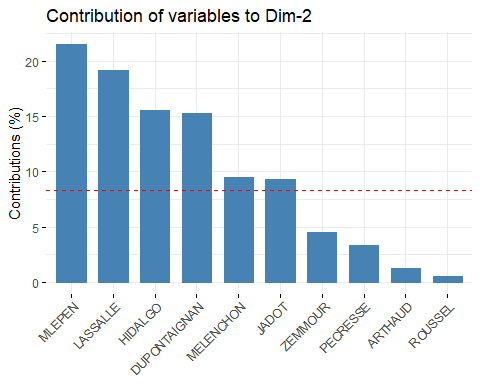 Contribution of variables to Dim-2
Contributions (%)
20
15
10
5
0
MLEPEN
LASSALLE
HIDALGO
DUPONTAIGNAN
MELENCHON
JADOT
ZEMMOUR
PECRESSE
ARTHAUD
ROUSSEL